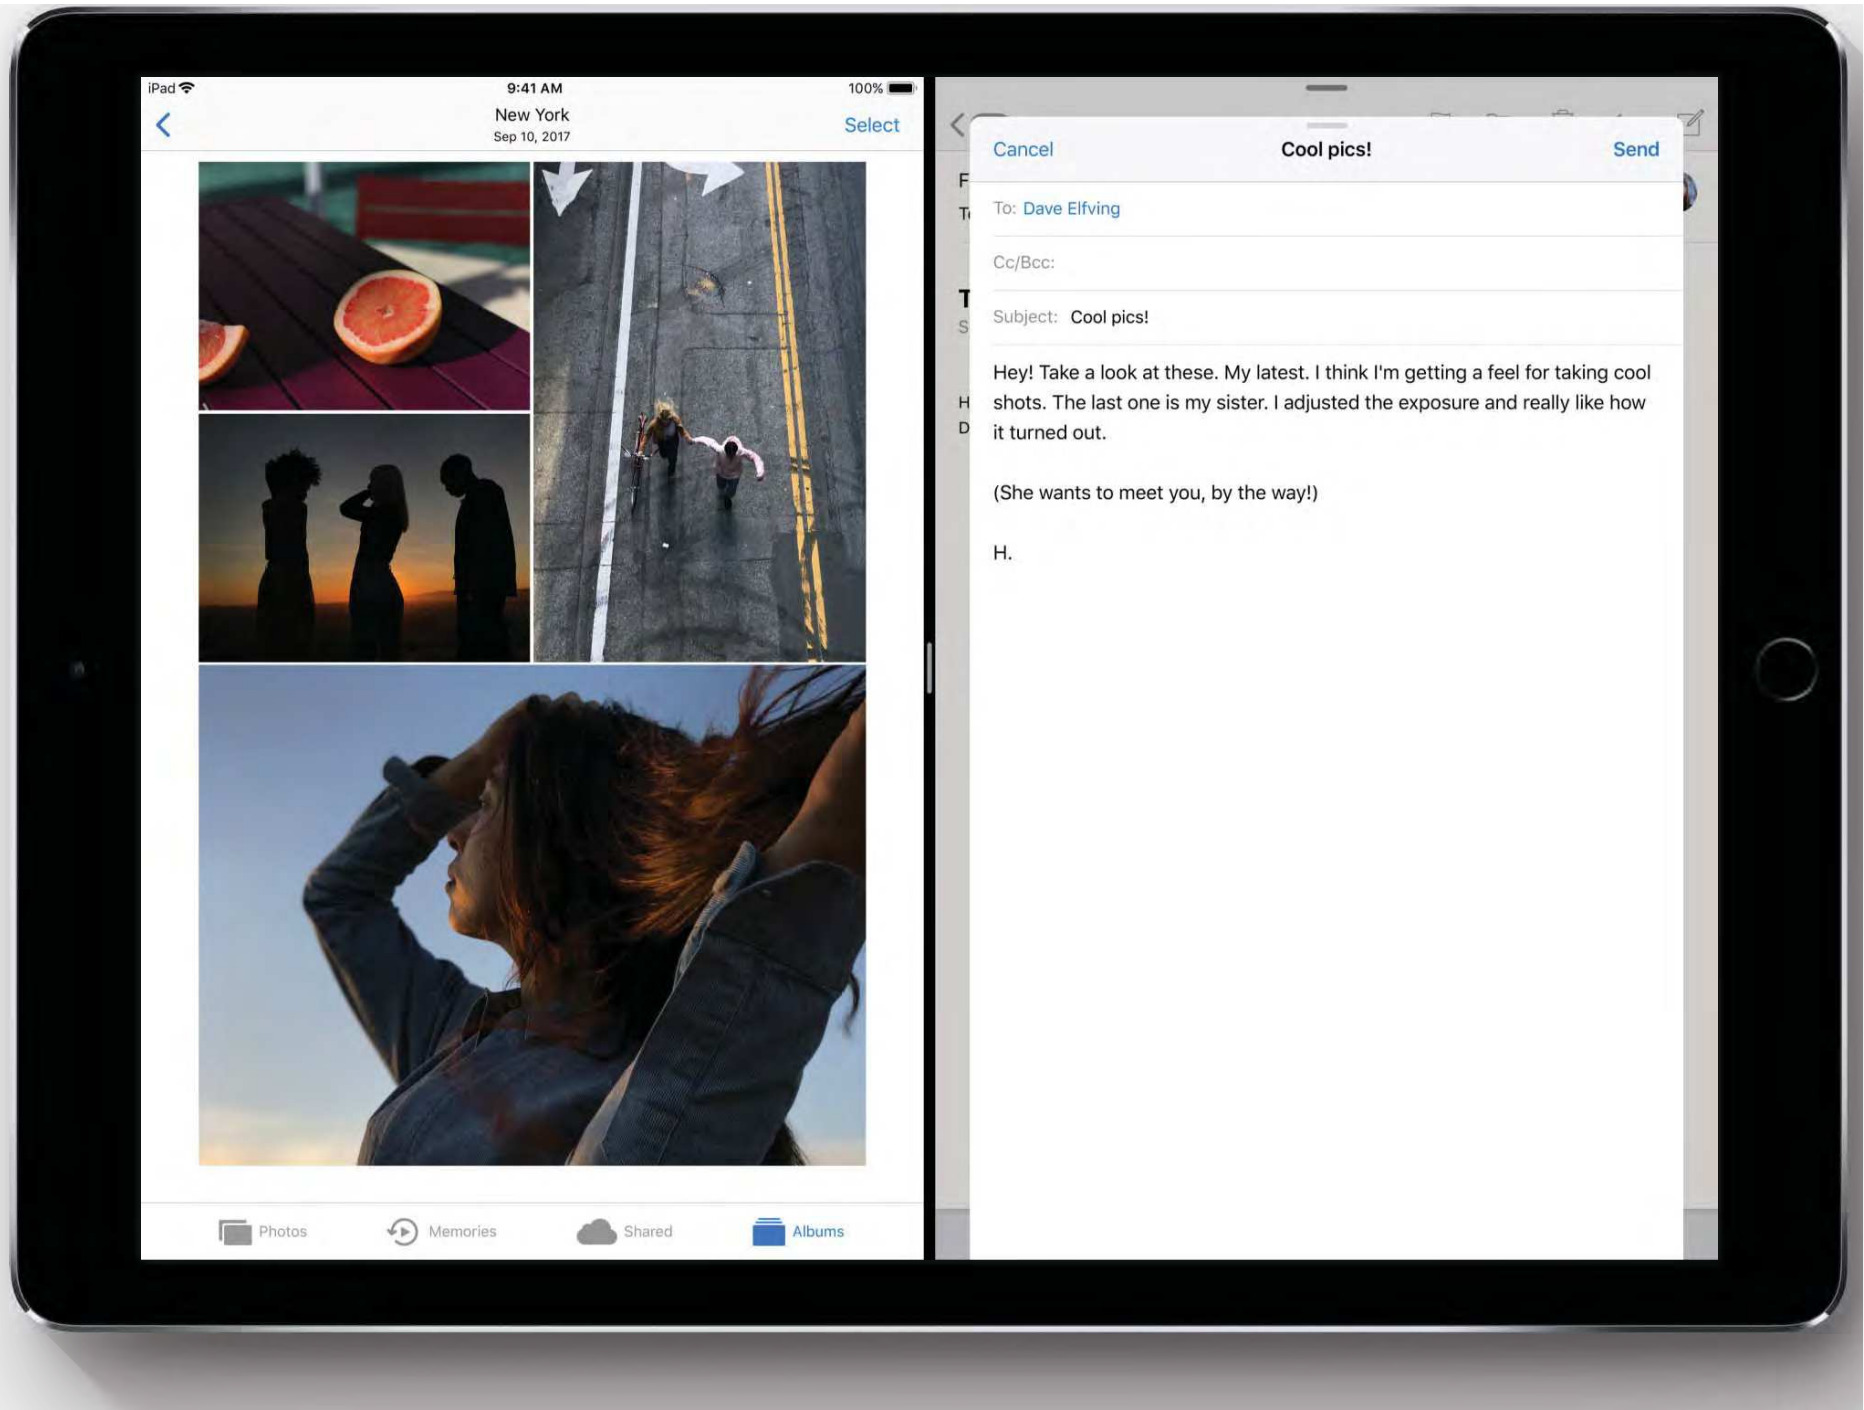 iPad
9:41 AM
100%
New York
Sep 10, 2017
Select
Cancel
Cool pics!
Send
To: Dave Elfving
Cc/Bcc:
Subject: Cool pics!
Hey! Take a look at these. My latest. I think I'm getting a feel for taking cool
shots. The last one is my sister. I adjusted the exposure and really like how
it turned out.
(She wants to meet you, by the way!)
H.
Photos
Memories
Shared
Albums